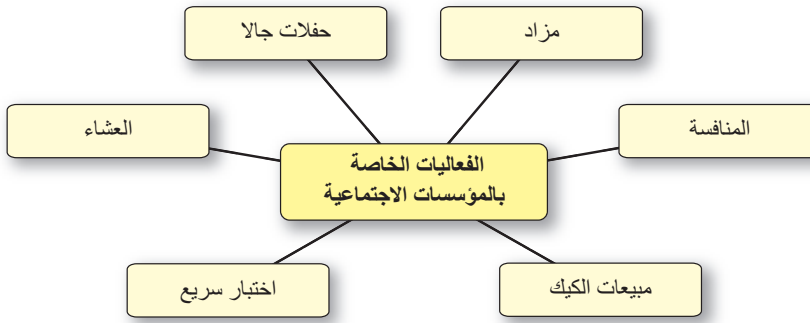 مزاد
حفلات جالا
المنافسة
العشاء
الفعاليات الخاصة
بالمؤسسات الاجتماعية
مبيعات الكيك
اختبار سريع